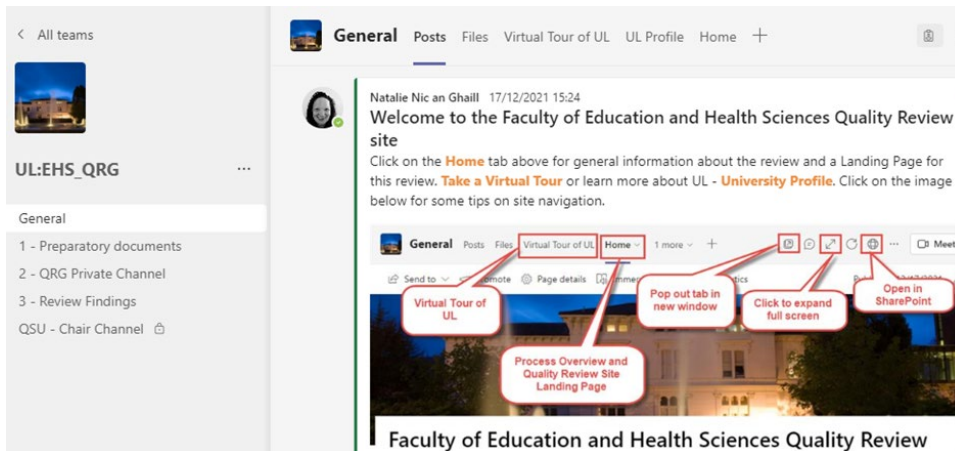 All teams
UL:EHS_QRG
General
1 - Preparatory documents
2 - QRG Private Channel
3 - Review Findings
QSU - Chair Channel
General Posts Files Virtual Tour of UL UL Profile Home
Natalie Nic an Ghaill 17/12/2021 15:24
Welcome to the Faculty of Education and Health Sciences Quality Review
site
Click on the Home tab above for general information about the review and a Landing Page for
this review. Take a Virtual Tour or learn more about UL - University Profile. Click on the image
below for some tips on site navigation.
General Posts Files Virtual Tour of UL Home 1 more Meet
Send to Page details
Virtual Tour of
UL
Pop out tab in
new window
Click to expand
full screen
Open in
SharePoint
Process Overview and
Quality Review Site
Landing Page
Faculty of Education and Health Sciences Quality Review